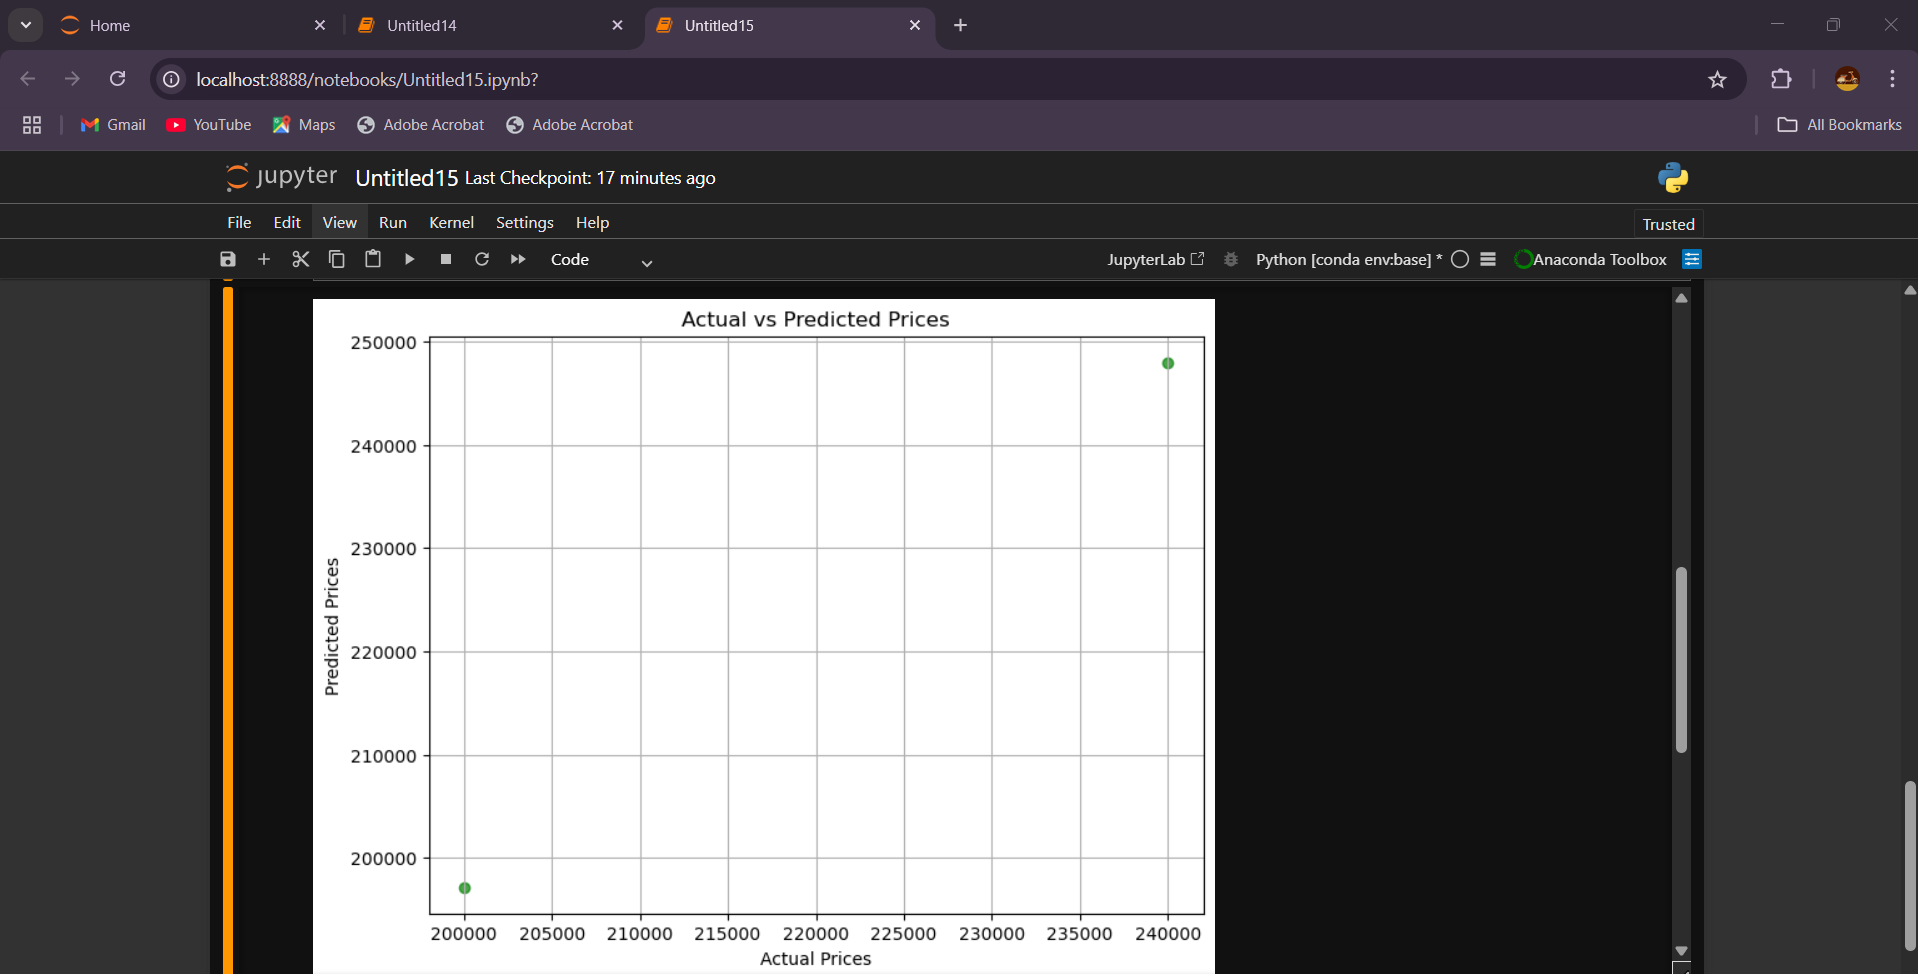 Home
Untitled14
Untitled15
localhost:8888/notebooks/Untitled15.ipynb?
Gmail YouTube Maps Adobe Acrobat Adobe Acrobat All Bookmarks
jupyter Untitled15 Last Checkpoint: 17 minutes ago
File Edit View Run Kernel Settings Help Trusted
Code JupyterLab Python [conda env:base] * Anaconda Toolbox
Actual vs Predicted Prices
250000
240000
230000
220000
210000
200000
Predicted Prices
200000 205000 210000 215000 220000 225000 230000 235000 240000
Actual Prices